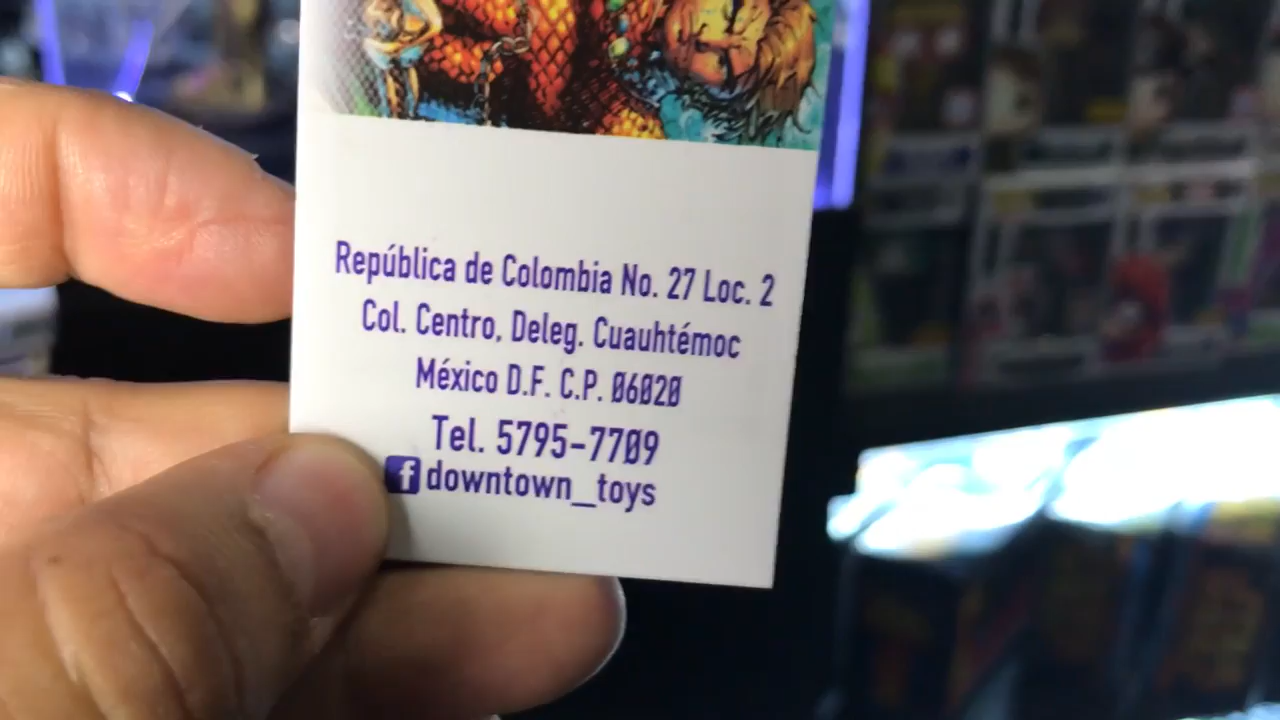 República de Colombia No. 27 Loc. 2
Col. Centro, Deleg. Cuauhtémoc
México D.F. C.P. 06020
Tel. 5795-7709
f downtown_toys